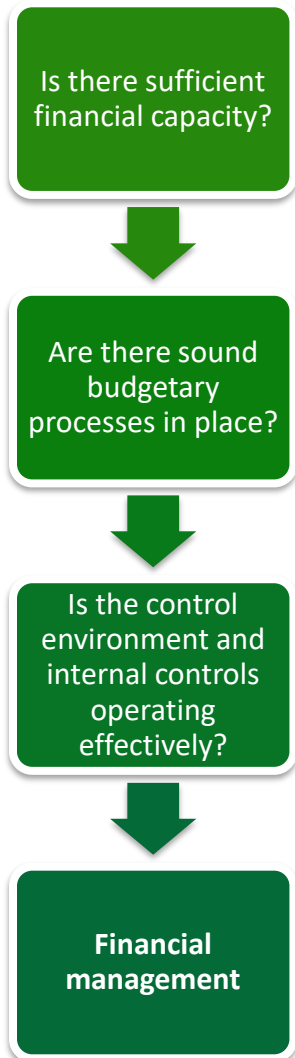 Is there sufficient
financial capacity?
Are there sound
budgetary
processes in place?
Is the control
environment and
internal controls
operating
effectively?
Financial
management